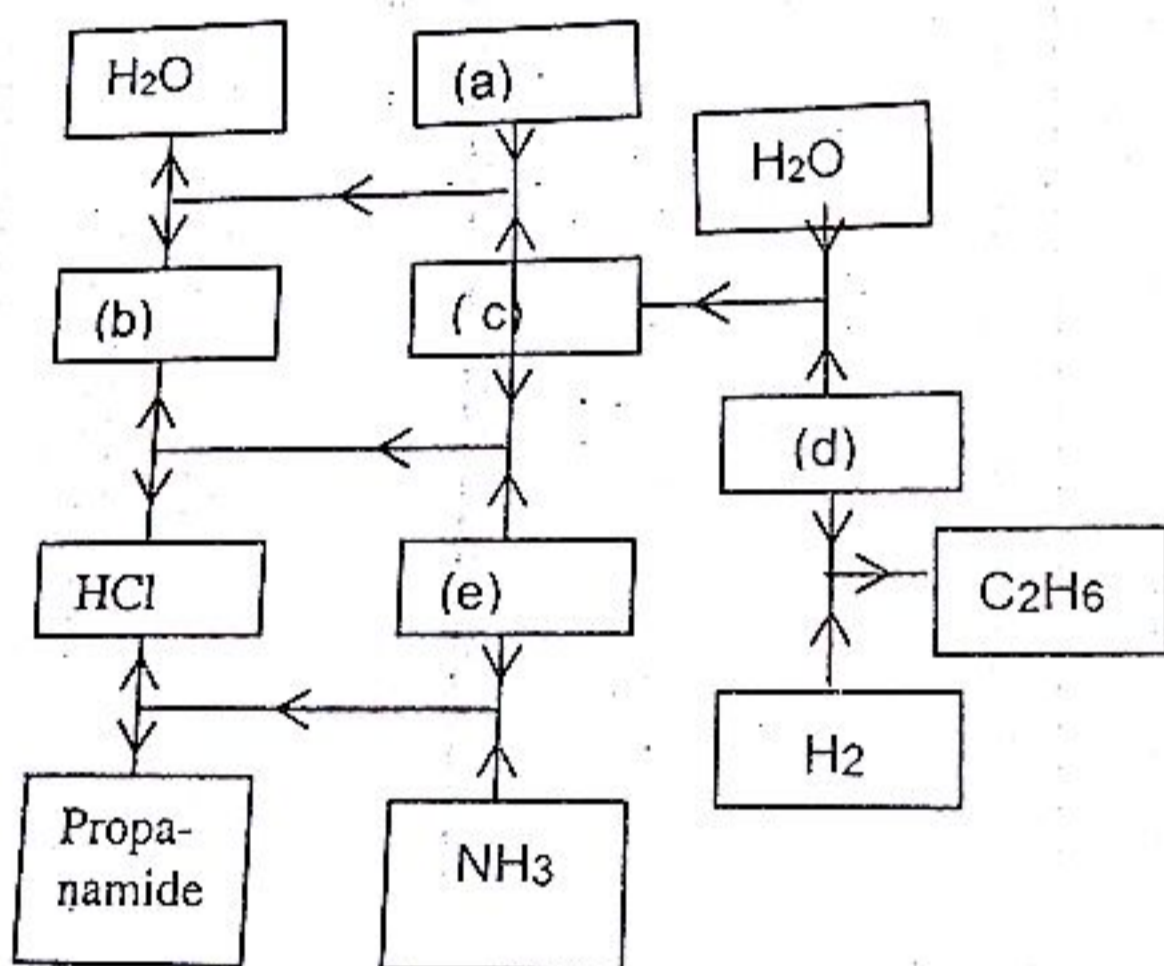 H2O
(a)
H2O
(b)
( c)
(d)
HCl
(e)
C2H6
H2
Propa-
namide
NH3